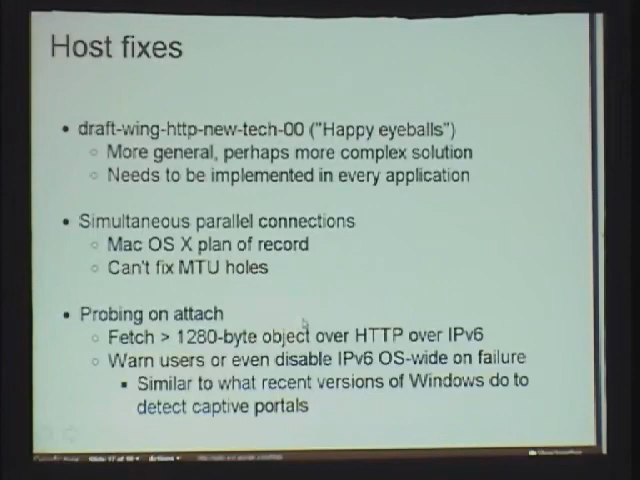 Host fixes
• draft-wing-http-new-tech-00 ("Happy eyeballs")
○ More general, perhaps more complex solution
○ Needs to be implemented in every application
• Simultaneous parallel connections
○ Mac OS X plan of record
○ Can't fix MTU holes
• Probing on attach
○ Fetch > 1280-byte object over HTTP over IPv6
○ Warn users or even disable IPv6 OS-wide on failure
▪ Similar to what recent versions of Windows do to
detect captive portals